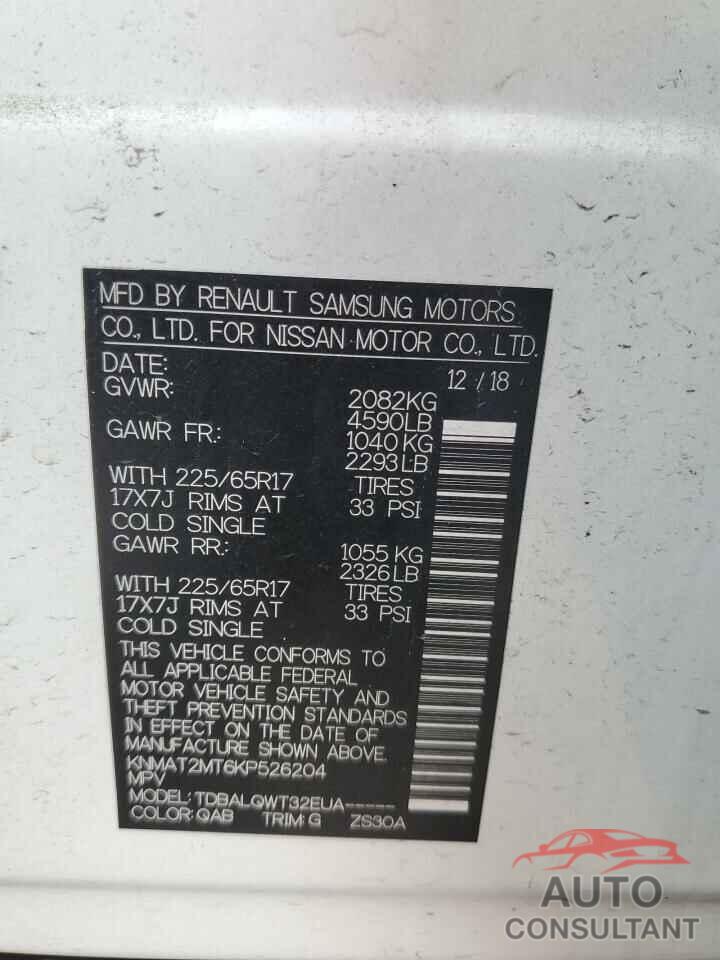 MFD BY RENAULT SAMSUNG MOTORS
CO., LTD. FOR NISSAN MOTOR CO., LTD.
DATE: 12 / 18
GVWR: 2082KG
4590LB
GAWR FR.: 1040 KG
2293 LB
WITH 225/65R17 TIRES
17X7J RIMS AT 33 PSI
COLD SINGLE
GAWR RR.: 1055 KG
2326 LB
WITH 225/65R17 TIRES
17X7J RIMS AT 33 PSI
COLD SINGLE
THIS VEHICLE CONFORMS TO
ALL APPLICABLE FEDERAL
MOTOR VEHICLE SAFETY AND
THEFT PREVENTION STANDARDS
IN EFFECT ON THE DATE OF
MANUFACTURE SHOWN ABOVE.
KNMAT2MT6KP526204
MPV
MODEL: TDBALQWT32EUA-----
COLOR: QAB TRIM: G ZS30A
AUTO
CONSULTANT